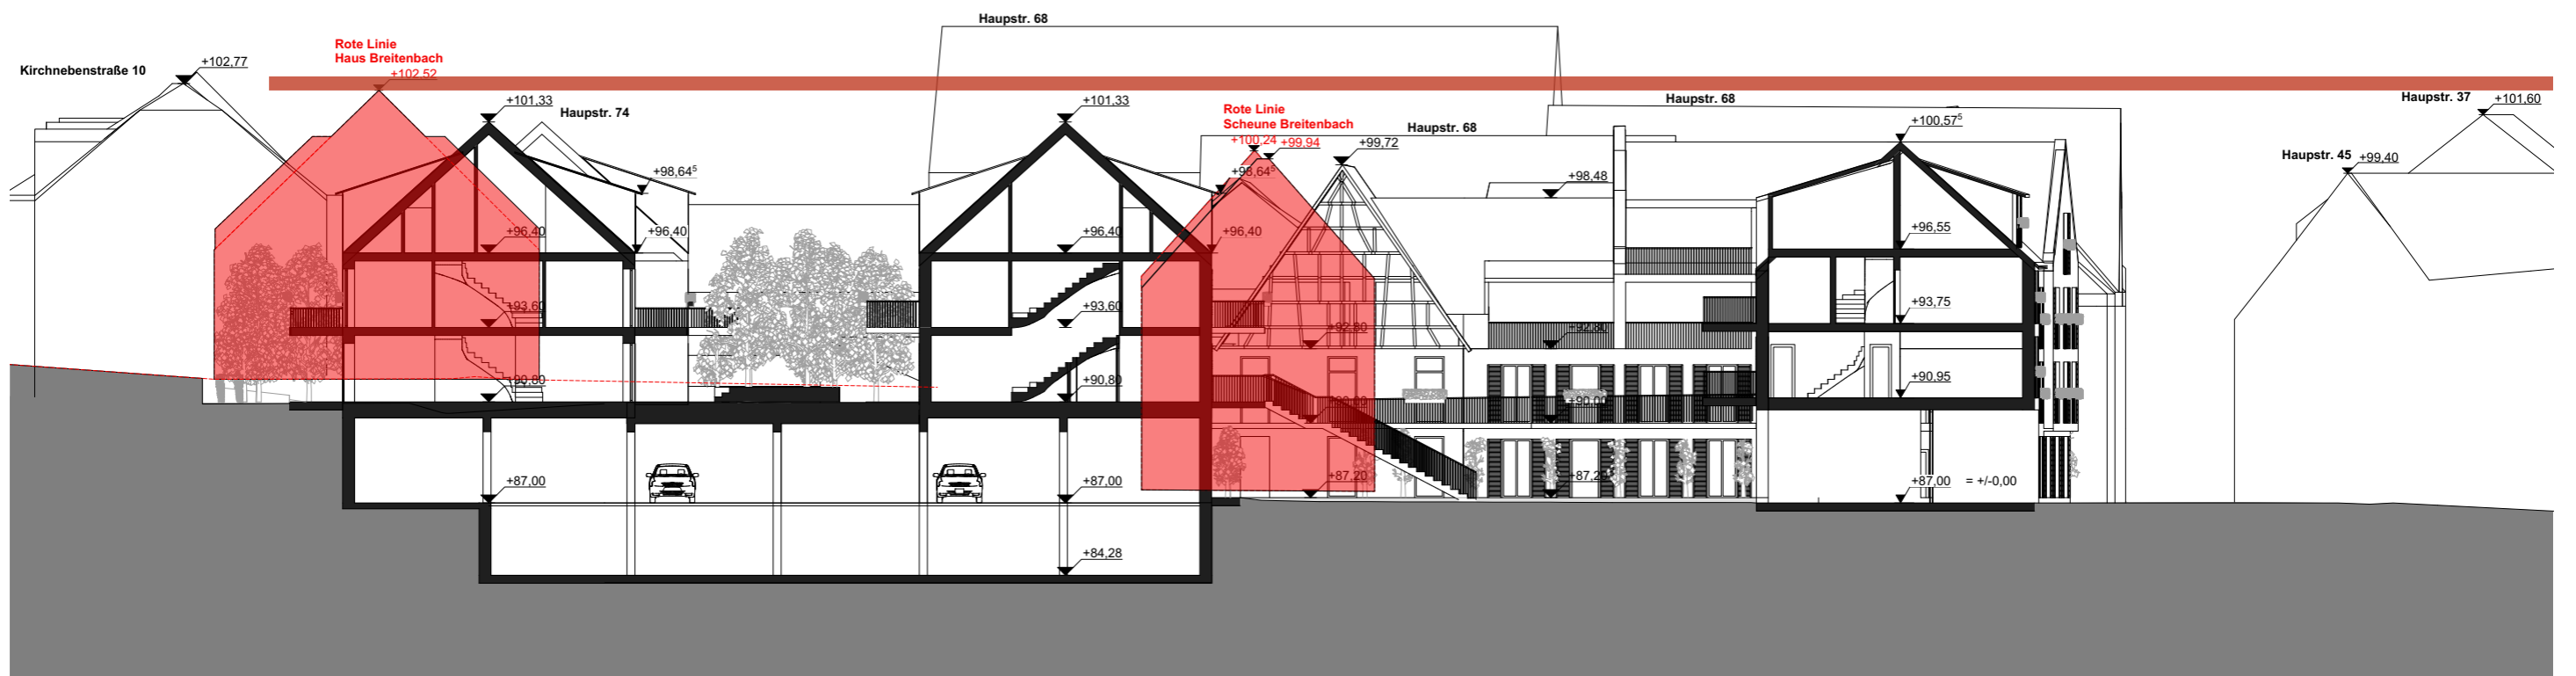 Haupstr. 68
Rote Linie
Haus Breitenbach
+102,52
Kirchnebenstraße 10
+102,77
+101,33
Haupstr. 74
+101,33
Rote Linie
Scheune Breitenbach
+100,24
+99,94
Haupstr. 68
+99,72
Haupstr. 68
+100,57⁵
Haupstr. 37
+101,60
Haupstr. 45
+99,40
+98,64⁵
+98,64⁵
+98,48
+96,40
+96,40
+96,40
+96,40
+96,55
+93,60
+93,60
+92,80
+92,80
+93,75
+90,80
+90,80
+90,00
+90,95
+87,00
+87,00
+87,20
+87,20
+87,00 = +/-0,00
+84,28